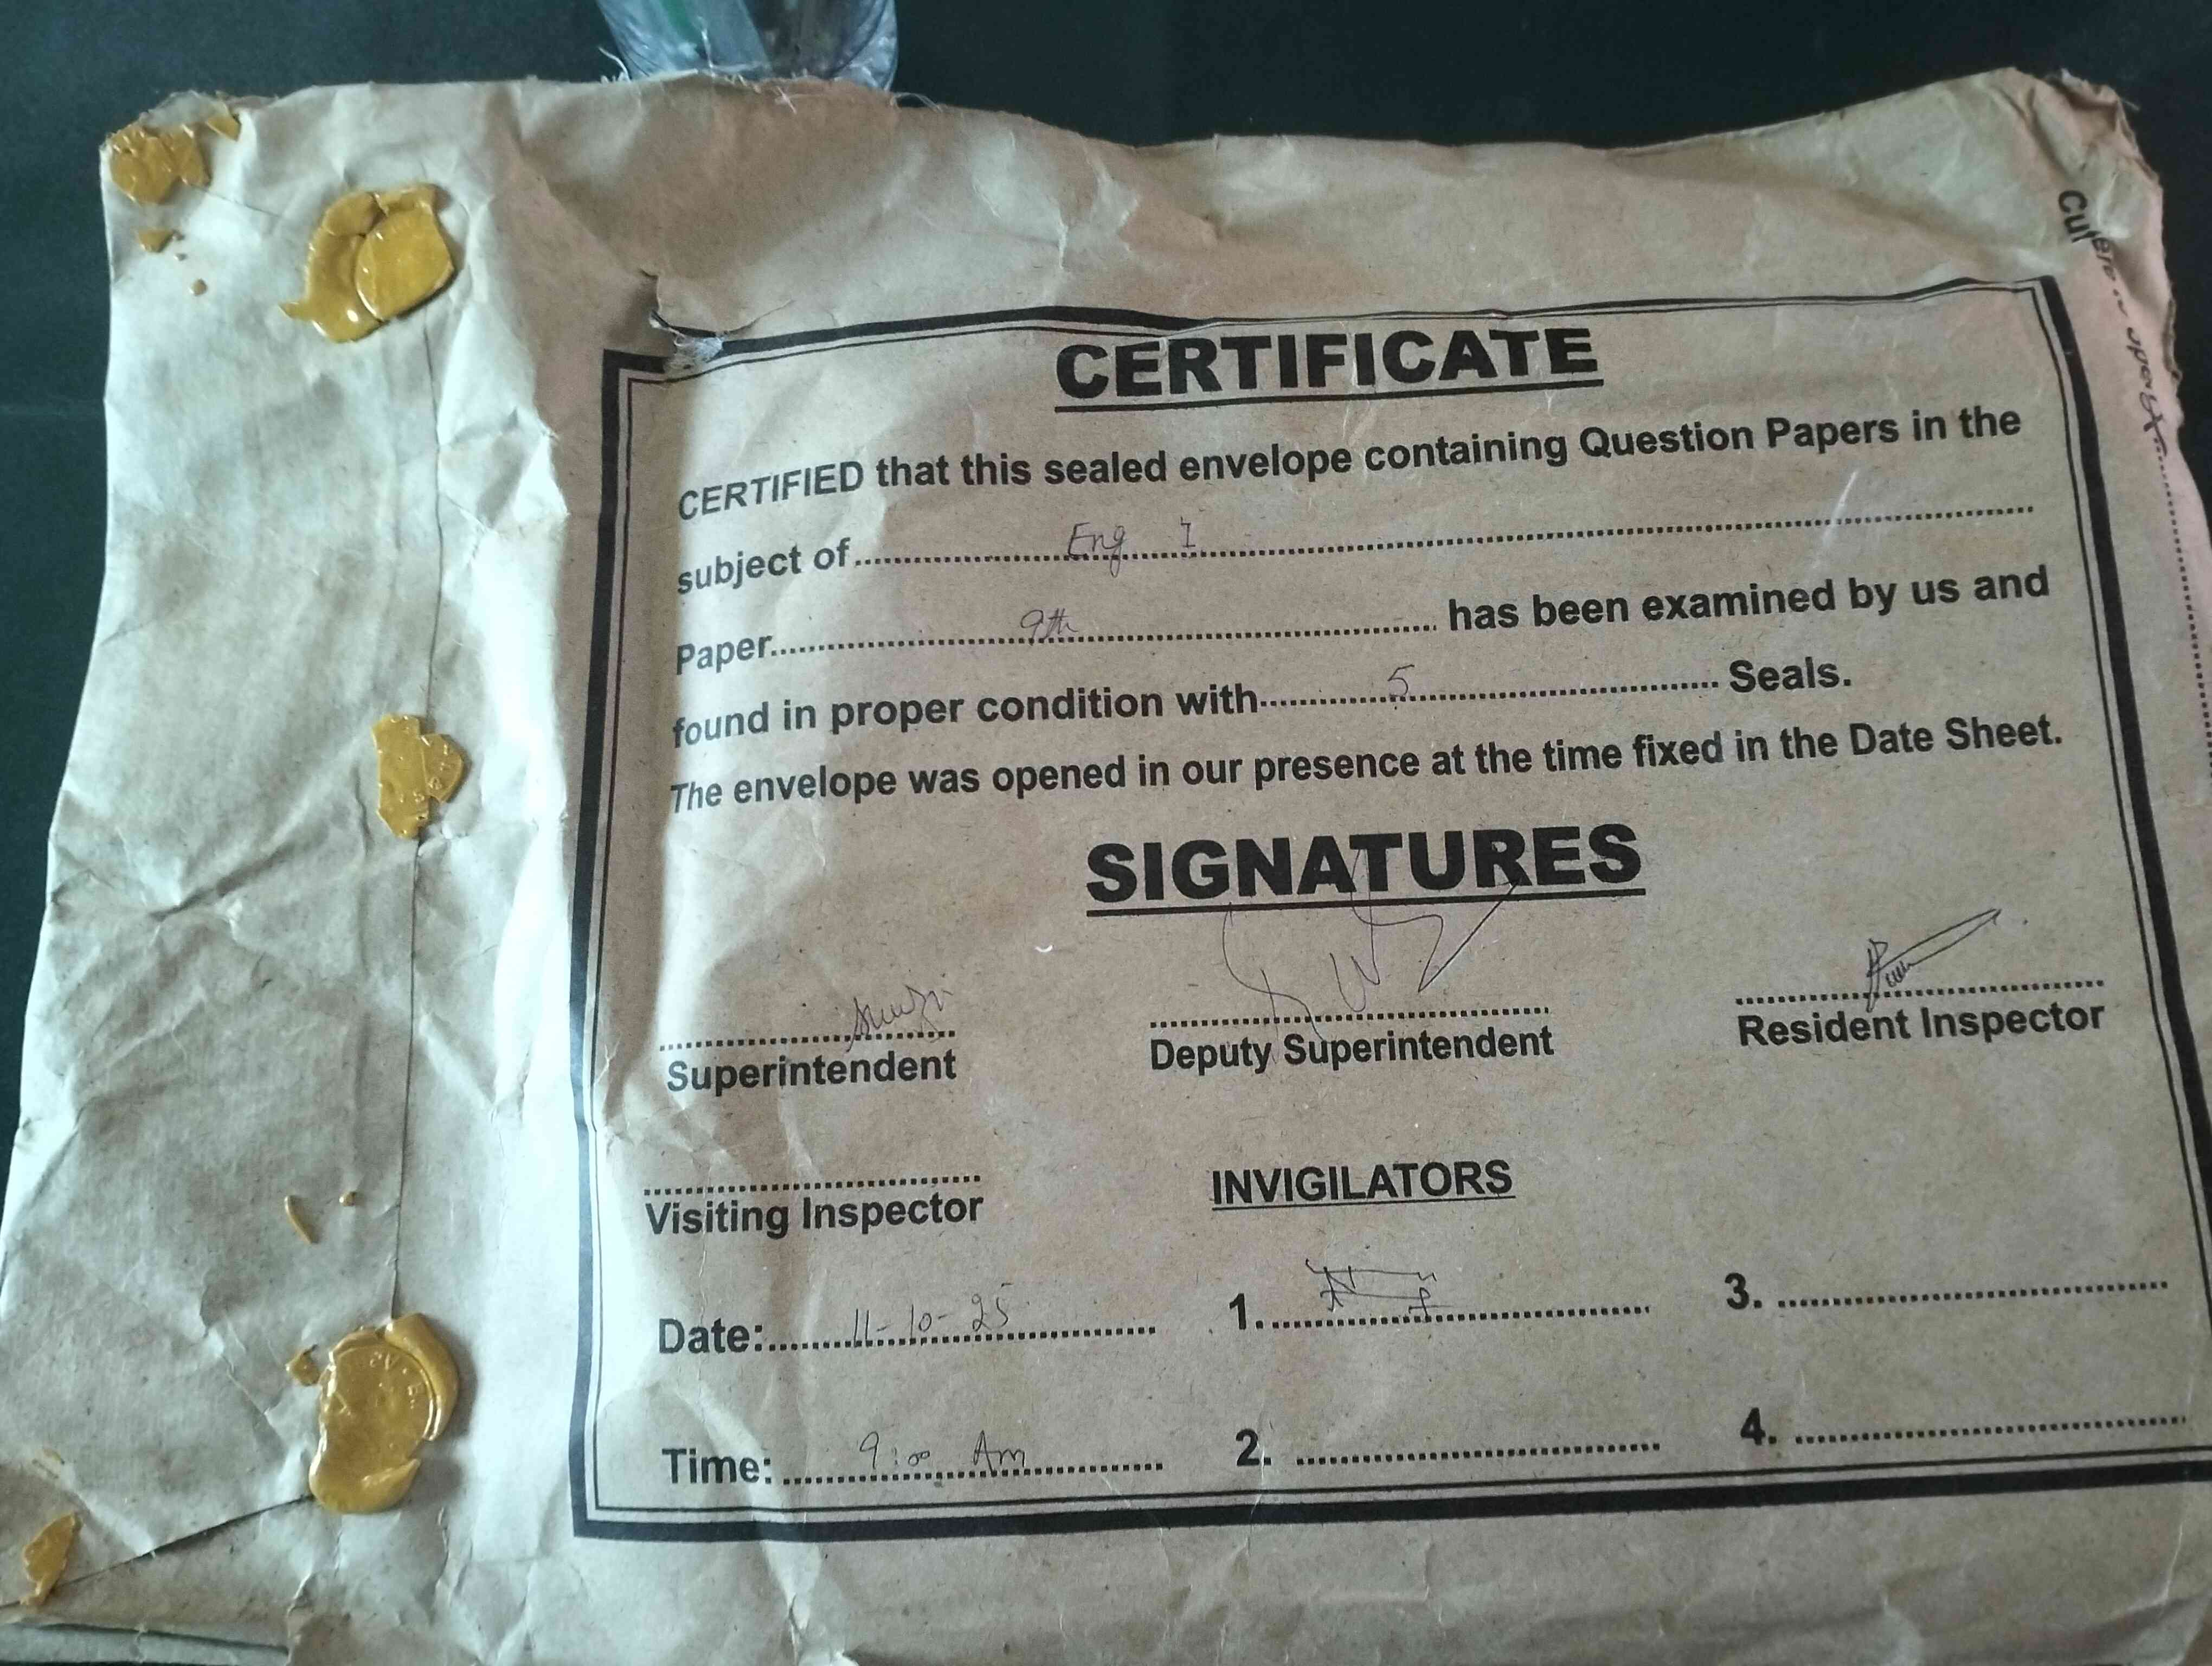 CERTIFICATE
CERTIFIED that this sealed envelope containing Question Papers in the
subject of.......... Eng I ..........
Paper.......... 9th .......... has been examined by us and
found in proper condition with.......... 5 .......... Seals.
The envelope was opened in our presence at the time fixed in the Date Sheet.
SIGNATURES
Superintendent Deputy Superintendent Resident Inspector
Visiting Inspector INVIGILATORS
Date:.......... 11-10-25 .......... 1. .......... 3. ..........
Time:.......... 9:00 Am .......... 2. .......... 4. ..........